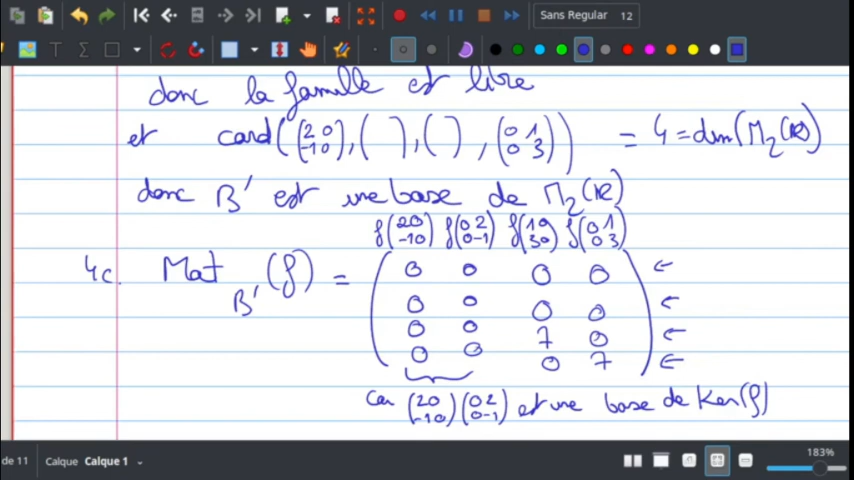 Sans Regular 12
donc la famille est libre
et card((2 0 -1 0), ( ), ( ), (0 1 0 3)) = 4 = dim(M₂(ℝ))
donc B' est une base de M₂(ℝ)
f(2 0 -1 0) f(0 2 0 -1) f(1 0 3 0) f(0 1 0 3)
4c. Mat B' (f) = ( 0 0 0 0 ←
0 0 0 0 ←
0 0 7 0 ←
0 0 0 7 ) ←
car (2 0 -1 0) (0 2 0 -1) est une base de Ker(f)
de 11 Calque Calque 1 183%